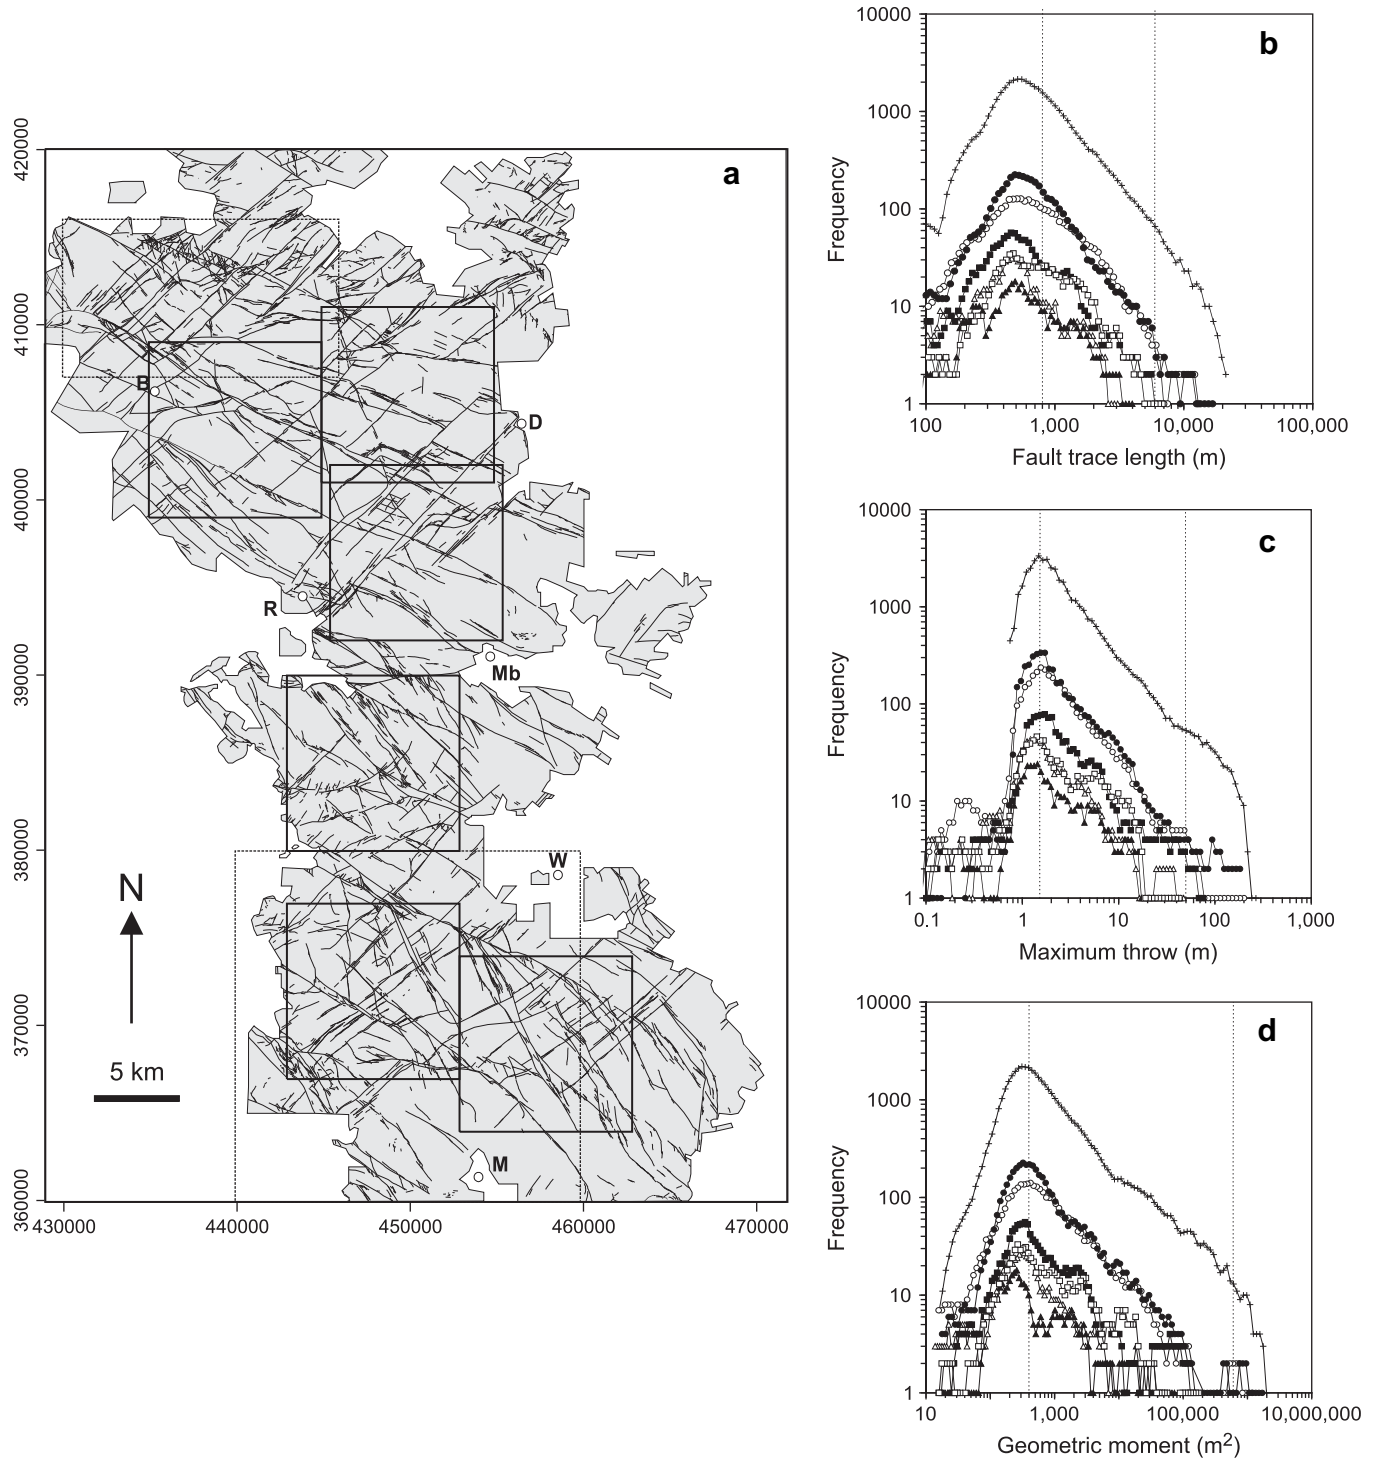 a
420000
410000
400000
390000
380000
370000
360000
430000 440000 450000 460000 470000
B
D
R
Mb
W
M
N
5 km
b
Frequency
10000
1000
100
10
1
100 1,000 10,000 100,000
Fault trace length (m)
c
Frequency
10000
1000
100
10
1
0.1 1 10 100 1,000
Maximum throw (m)
d
Frequency
10000
1000
100
10
1
10 1,000 100,000 10,000,000
Geometric moment (m2)